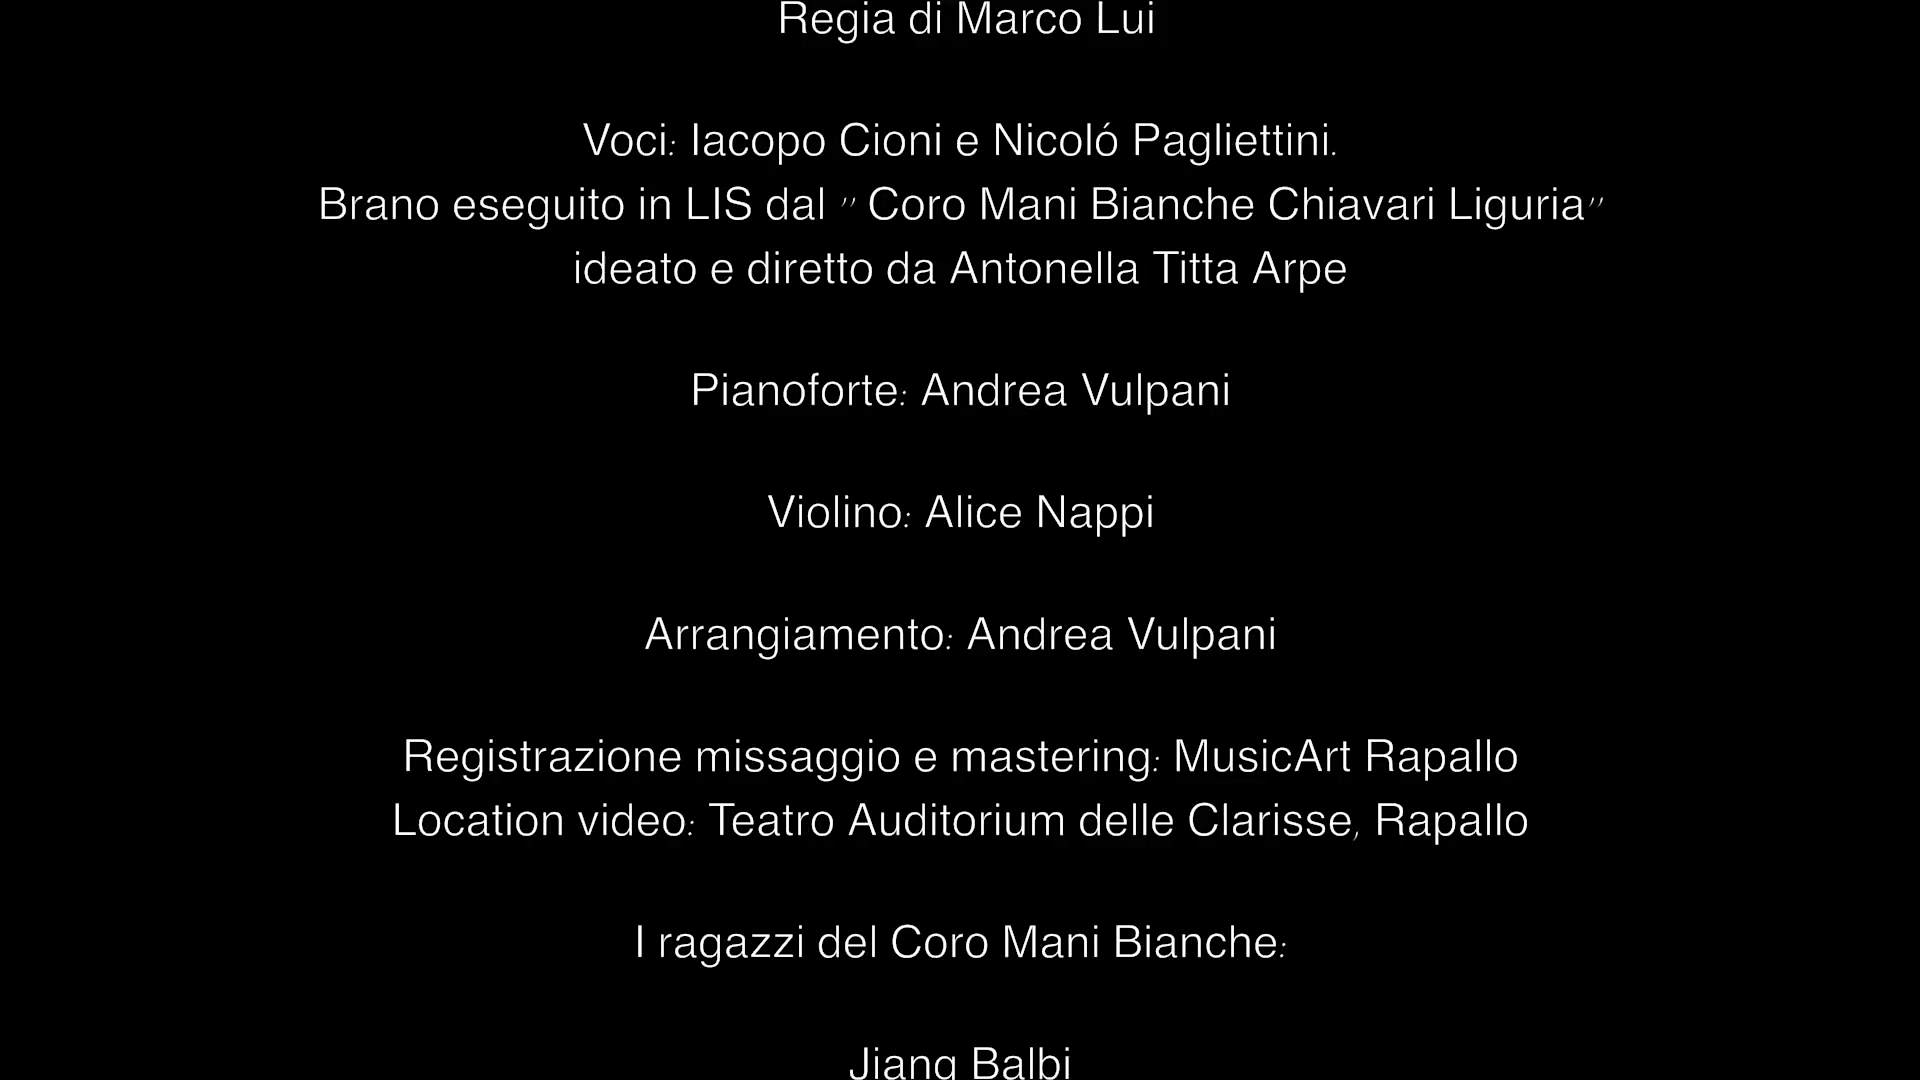 Regia di Marco Lui
Voci: Iacopo Cioni e Nicoló Pagliettini.
Brano eseguito in LIS dal " Coro Mani Bianche Chiavari Liguria"
ideato e diretto da Antonella Titta Arpe
Pianoforte: Andrea Vulpani
Violino: Alice Nappi
Arrangiamento: Andrea Vulpani
Registrazione missaggio e mastering: MusicArt Rapallo
Location video: Teatro Auditorium delle Clarisse, Rapallo
I ragazzi del Coro Mani Bianche:
Jiang Balbi